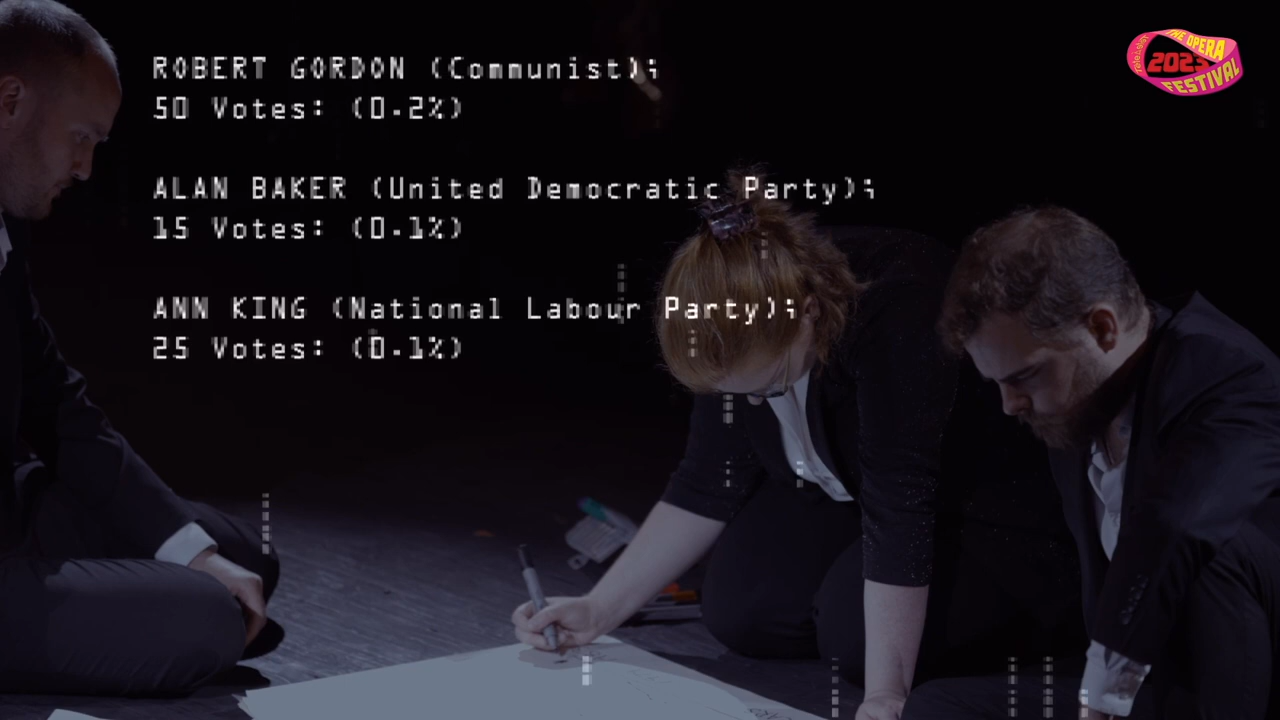 ROBERT GORDON (Communist);
50 Votes: (0.2%)
ALAN BAKER (United Democratic Party);
15 Votes: (0.1%)
ANN KING (National Labour Party);
25 Votes: (0.1%)
THE OPERA
2023
FESTIVAL